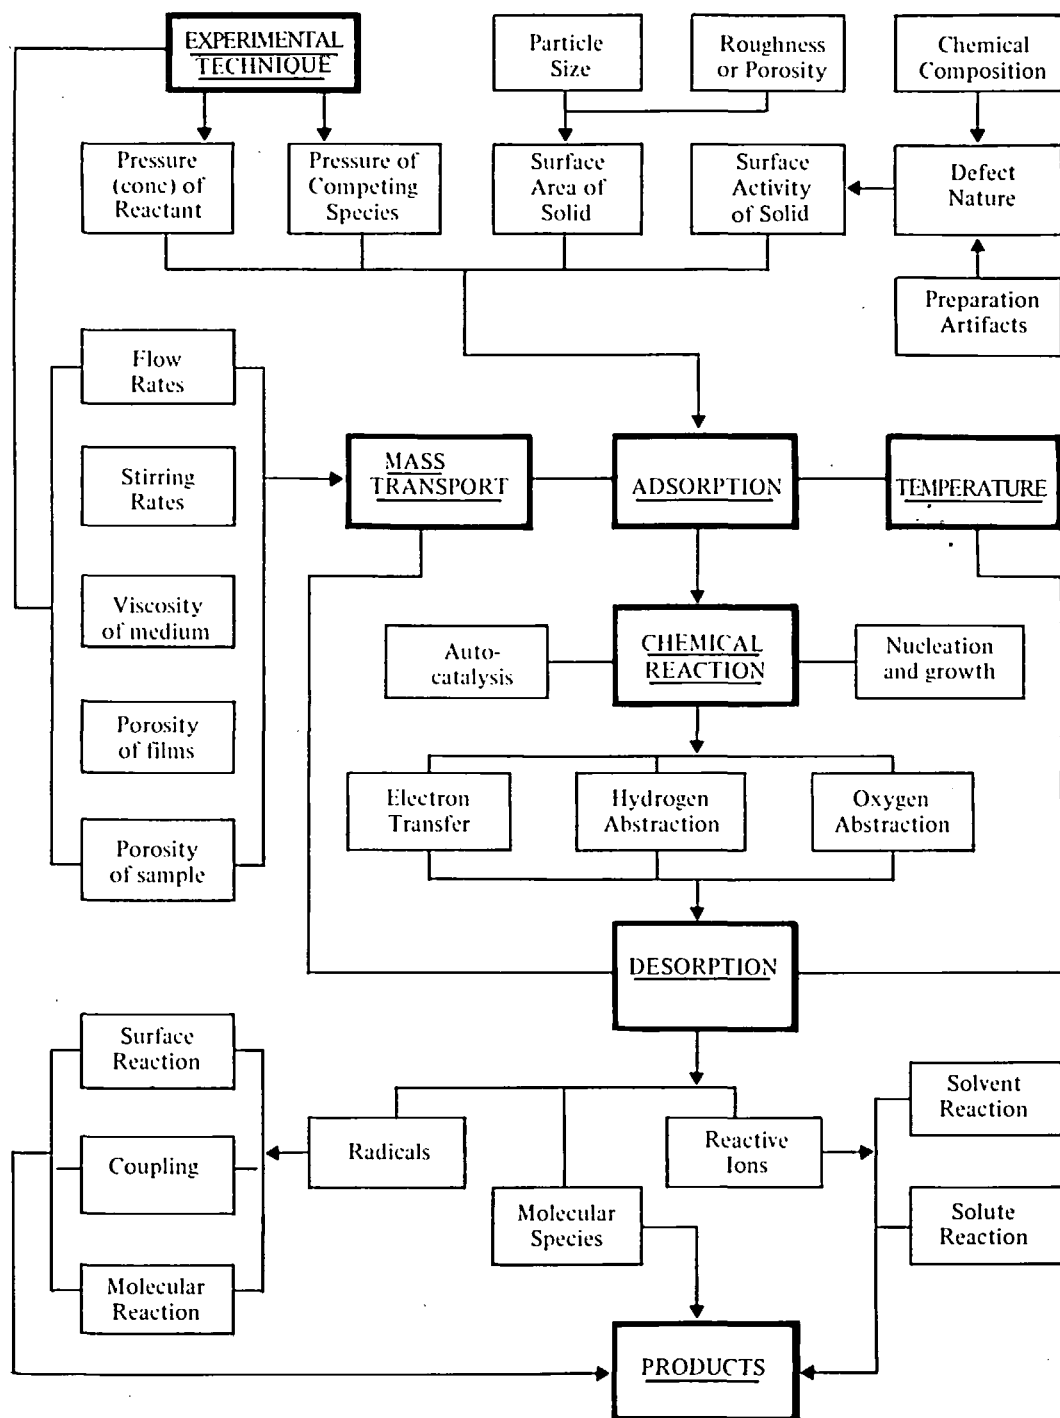 EXPERIMENTAL
TECHNIQUE
Particle
Size
Roughness
or Porosity
Chemical
Composition
Pressure
(conc) of
Reactant
Pressure of
Competing
Species
Surface
Area of
Solid
Surface
Activity
of Solid
Defect
Nature
Preparation
Artifacts
Flow
Rates
Stirring
Rates
Viscosity
of medium
Porosity
of films
Porosity
of sample
MASS
TRANSPORT
ADSORPTION
TEMPERATURE
Auto-
catalysis
CHEMICAL
REACTION
Nucleation
and growth
Electron
Transfer
Hydrogen
Abstraction
Oxygen
Abstraction
DESORPTION
Surface
Reaction
Coupling
Molecular
Reaction
Radicals
Molecular
Species
Reactive
Ions
Solvent
Reaction
Solute
Reaction
PRODUCTS